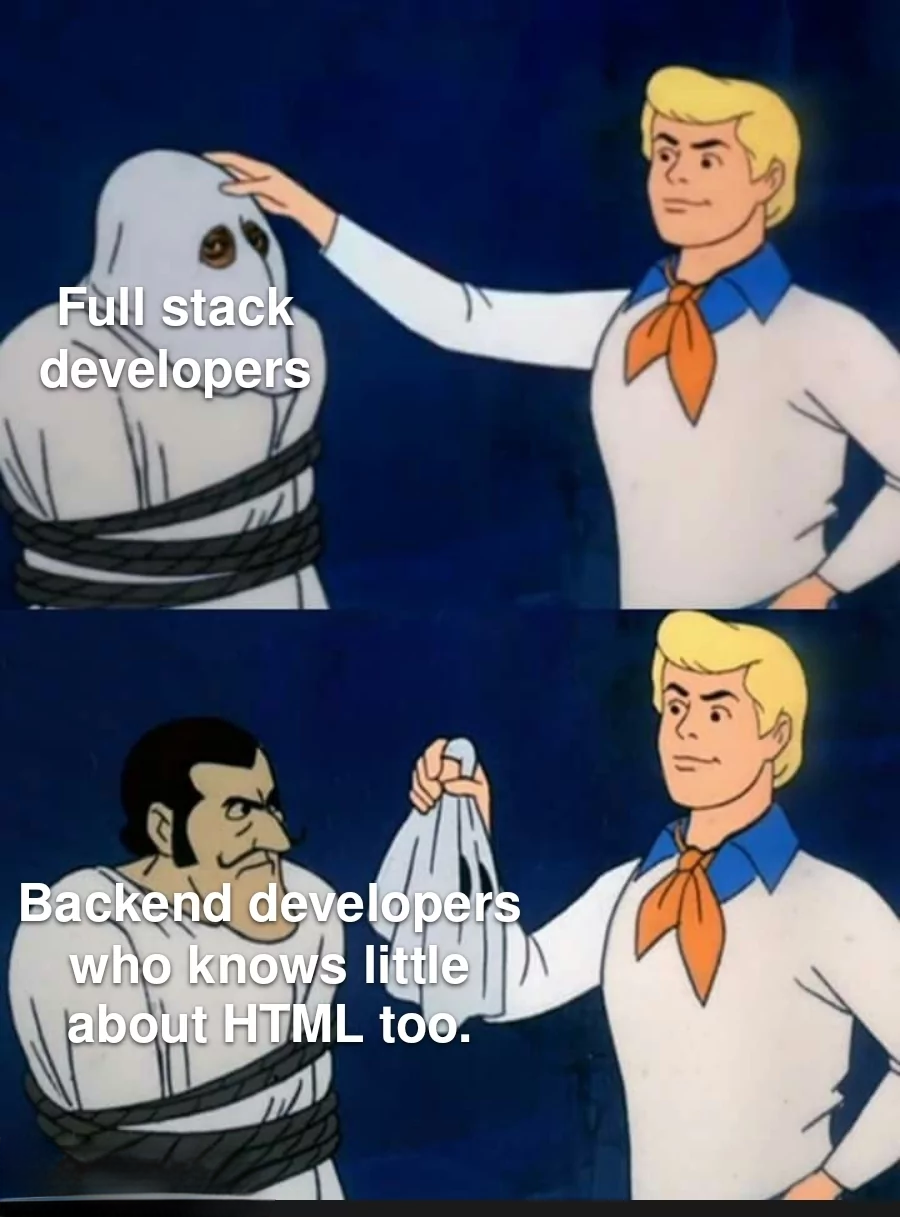 Full stack
developers
Backend developers
who knows little
about HTML too.